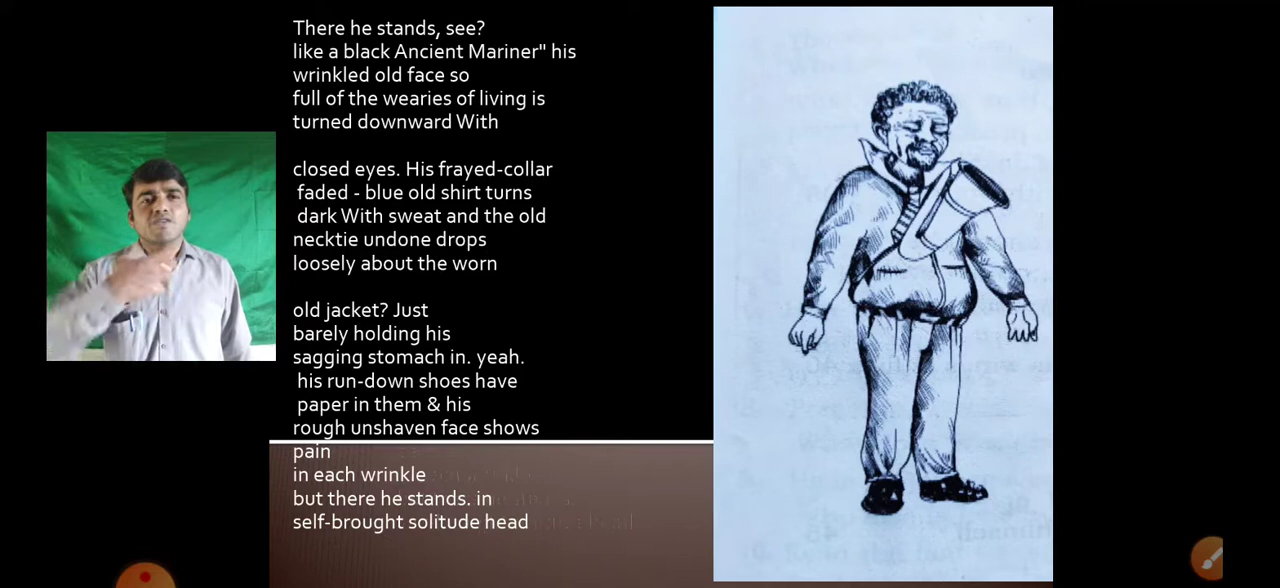 There he stands, see?
like a black Ancient Mariner" his
wrinkled old face so
full of the wearies of living is
turned downward With
closed eyes. His frayed-collar
faded - blue old shirt turns
dark With sweat and the old
necktie undone drops
loosely about the worn
old jacket? Just
barely holding his
sagging stomach in. yeah.
his run-down shoes have
paper in them & his
rough unshaven face shows
pain
in each wrinkle
but there he stands. in
self-brought solitude head